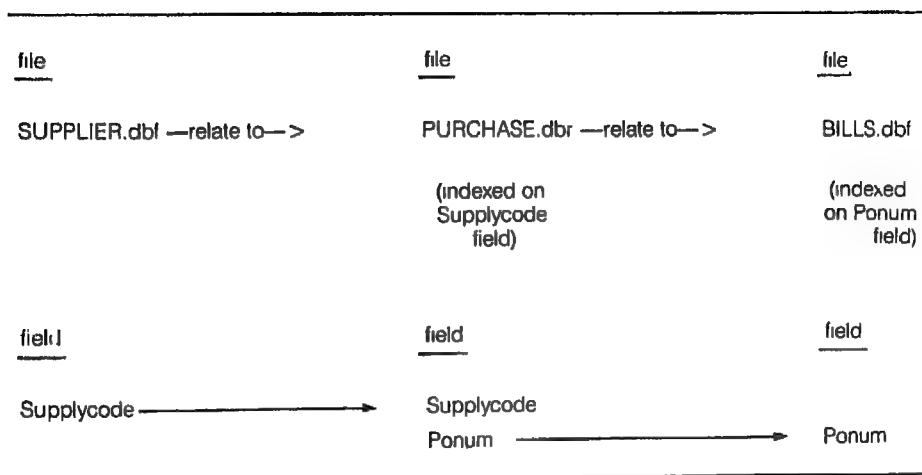 file file file
SUPPLIER.dbf —relate to—> PURCHASE.dbr —relate to—> BILLS.dbf
(indexed on (indexed
Supplycode on Ponum
field) field)
field field field
Supplycode Supplycode
Ponum Ponum